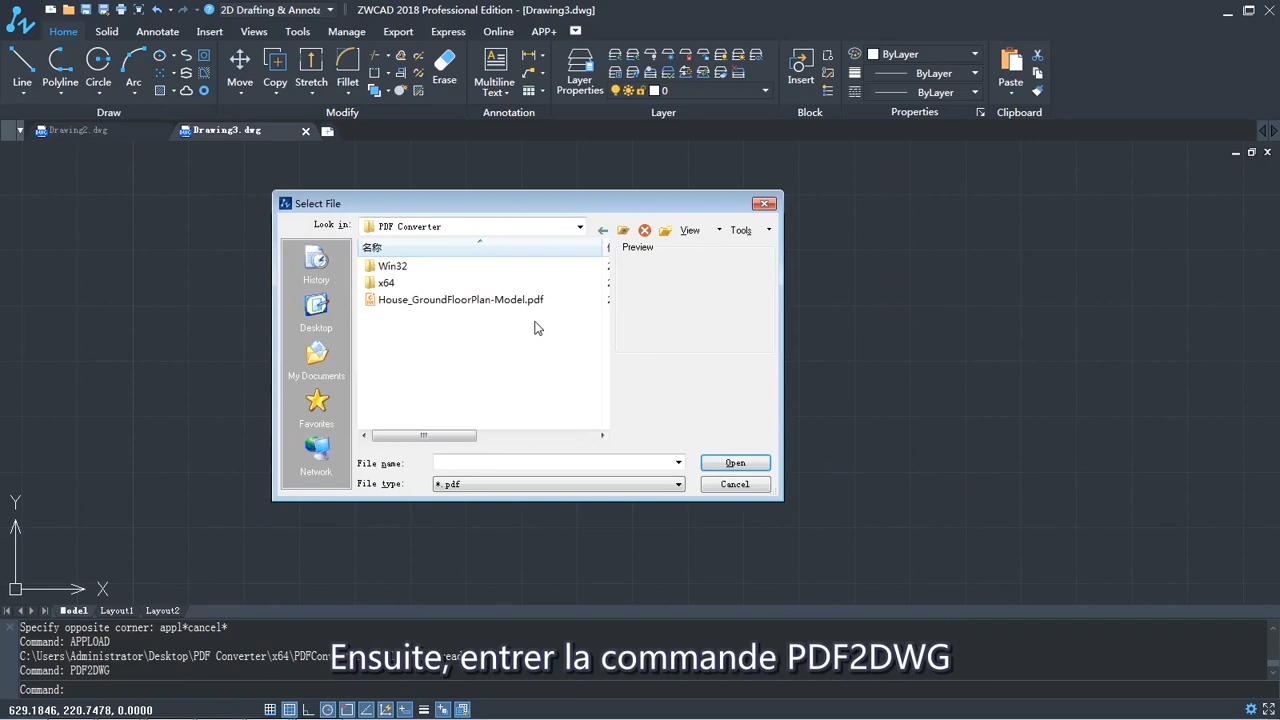 2D Drafting & Annotat
ZWCAD 2018 Professional Edition - [Drawing3.dwg]
Home Solid Annotate Insert Views Tools Manage Export Express Online APP+
Line Polyline Circle Arc
Move Copy Stretch Fillet Erase
Multiline Text
Layer Properties
0
Insert
ByLayer
ByLayer
ByLayer
Paste
Draw Modify Annotation Layer Block Properties Clipboard
Drawing2.dwg Drawing3.dwg
Select File
Look in: PDF Converter View Tools
名称
Preview
Win32
x64
House_GroundFloorPlan-Model.pdf
History
Desktop
My Documents
Favorites
Network
File name: Open
File type: *.pdf Cancel
Y
X
Model Layout1 Layout2
Specify opposite corner: appl*cancel*
Command: APPLOAD
C:\Users\Administrator\Desktop\PDF Converter\x64\PDFCon
Ensuite, entrer la commande PDF2DWG
Command: PDF2DWG
Command:
629.1846, 220.7478, 0.0000